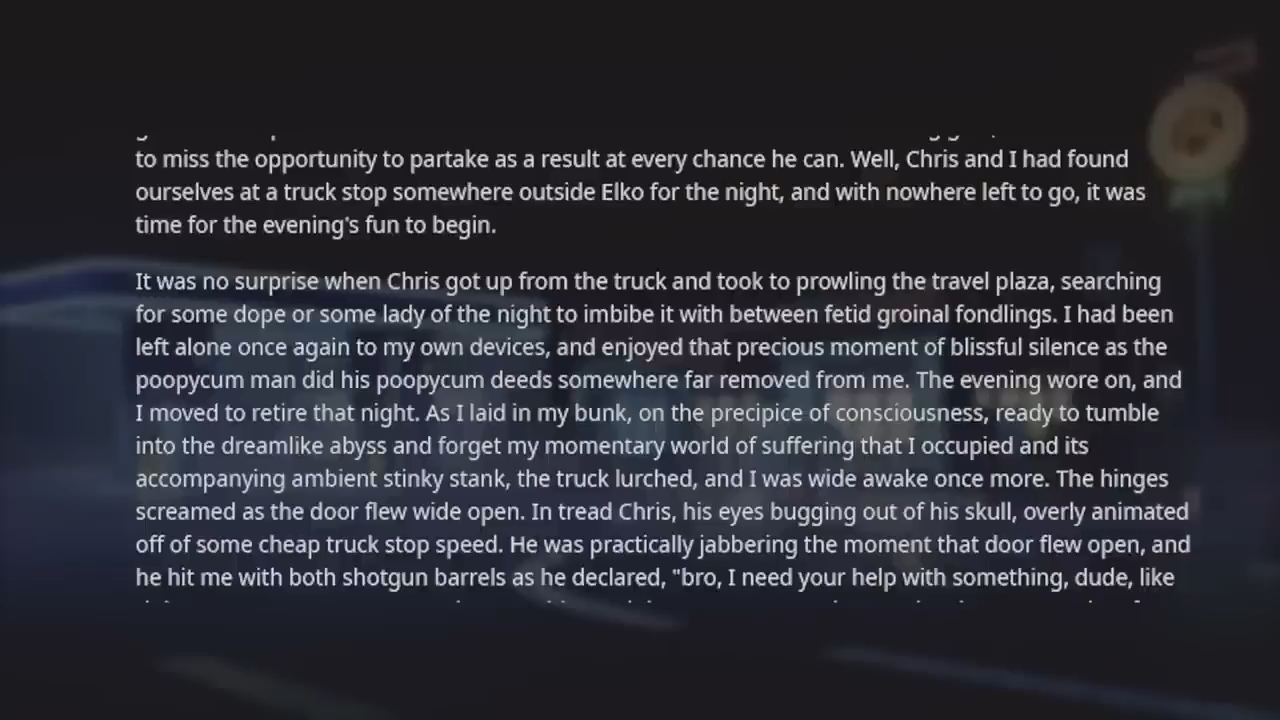 to miss the opportunity to partake as a result at every chance he can. Well, Chris and I had found
ourselves at a truck stop somewhere outside Elko for the night, and with nowhere left to go, it was
time for the evening's fun to begin.
It was no surprise when Chris got up from the truck and took to prowling the travel plaza, searching
for some dope or some lady of the night to imbibe it with between fetid groinal fondlings. I had been
left alone once again to my own devices, and enjoyed that precious moment of blissful silence as the
poopycum man did his poopycum deeds somewhere far removed from me. The evening wore on, and
I moved to retire that night. As I laid in my bunk, on the precipice of consciousness, ready to tumble
into the dreamlike abyss and forget my momentary world of suffering that I occupied and its
accompanying ambient stinky stank, the truck lurched, and I was wide awake once more. The hinges
screamed as the door flew wide open. In tread Chris, his eyes bugging out of his skull, overly animated
off of some cheap truck stop speed. He was practically jabbering the moment that door flew open, and
he hit me with both shotgun barrels as he declared, "bro, I need your help with something, dude, like